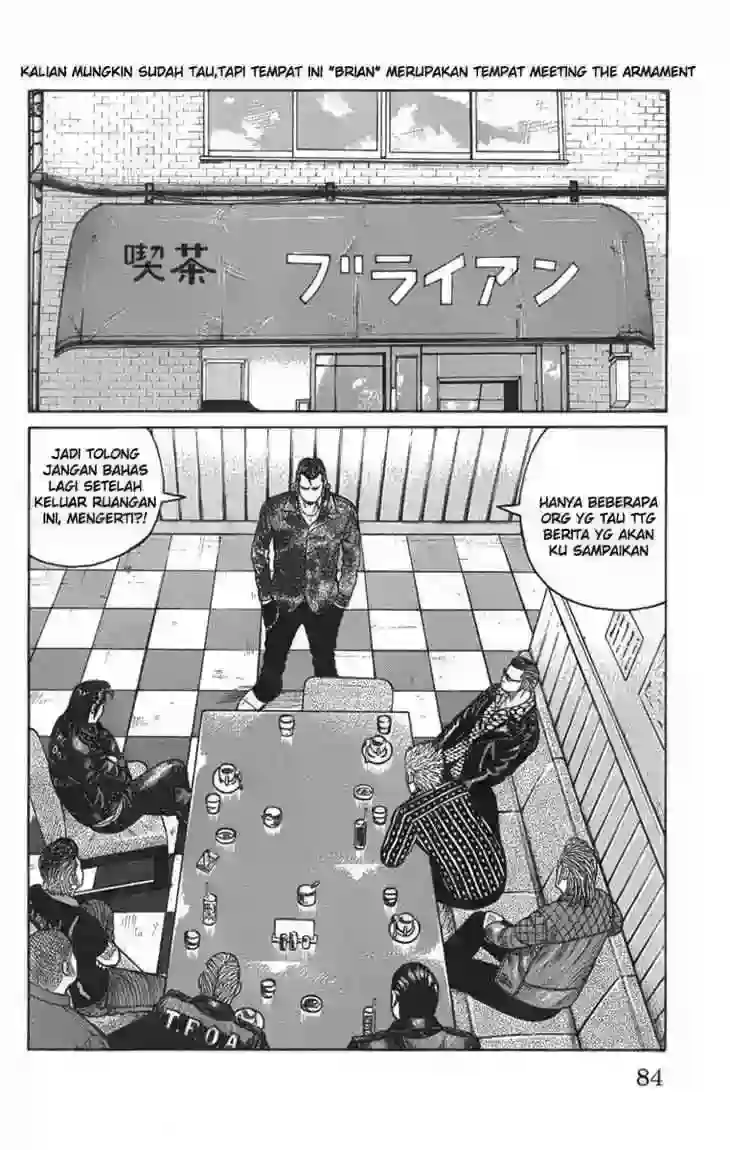 KALIAN MUNGKIN SUDAH TAU,TAPI TEMPAT INI "BRIAN" MERUPAKAN TEMPAT MEETING THE ARMAMENT
喫茶 ブライアン
HANYA BEBERAPA
ORG YG TAU TTG
BERITA YG AKAN
KU SAMPAIKAN
JADI TOLONG
JANGAN BAHAS
LAGI SETELAH
KELUAR RUANGAN
INI, MENGERTI?!
T.F.O.A
84